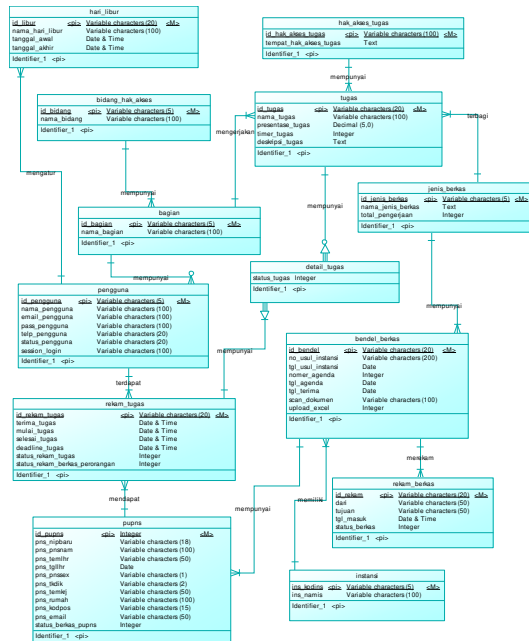 hari_libur
id_libur <pi> Variable characters (20) <M>
nama_hari_libur Variable characters (100)
tanggal_awal Date & Time
tanggal_akhir Date & Time
Identifier_1 <pi>
hak_akses_tugas
id_hak_akses_tugas <pi> Variable characters (100) <M>
tempat_hak_akses_tugas Text
Identifier_1 <pi>
mempunyai
bidang_hak_akses
id_bidang <pi> Variable characters (5) <M>
nama_bidang Variable characters (100)
Identifier_1 <pi>
tugas
id_tugas <pi> Variable characters (20) <M>
nama_tugas Variable characters (100)
presentase_tugas Decimal (5,0)
timer_tugas Integer
deskripsi_tugas Text
Identifier_1 <pi>
mengerjakan
terbagi
mengatur
mempunyai
mempunyai
jenis_berkas
id_jenis_berkas <pi> Variable characters (5) <M>
nama_jenis_berkas Text
total_pengerjaan Integer
Identifier_1 <pi>
bagian
id_bagian <pi> Variable characters (5) <M>
nama_bagian Variable characters (100)
Identifier_1 <pi>
mempunyai
detail_tugas
status_tugas Integer
Identifier_1 <pi>
mempunyai
pengguna
id_pengguna <pi> Variable characters (5) <M>
nama_pengguna Variable characters (100)
email_pengguna Variable characters (100)
pass_pengguna Variable characters (100)
telp_pengguna Variable characters (20)
status_pengguna Variable characters (20)
session_login Variable characters (100)
Identifier_1 <pi>
mempunyai
bendel_berkas
id_bendel <pi> Variable characters (20) <M>
no_usul_instansi Variable characters (200)
tgl_usul_instansi Date
nomer_agenda Integer
tgl_agenda Date
tgl_terima Date
scan_dokumen Variable characters (100)
upload_excel Integer
Identifier_1 <pi>
terdapat
rekam_tugas
id_rekam_tugas <pi> Variable characters (20) <M>
terima_tugas Date & Time
mulai_tugas Date & Time
selesai_tugas Date & Time
deadline_tugas Date & Time
status_rekam_tugas Integer
status_rekam_berkas_perorangan Integer
Identifier_1 <pi>
merekam
rekam_berkas
id_rekam <pi> Variable characters (20) <M>
dari Variable characters (50)
tujuan Variable characters (50)
tgl_masuk Date & Time
status_berkas Integer
Identifier_1 <pi>
mendapat
memiliki
mempunyai
pupns
id_pupns <pi> Integer <M>
pns_nipbaru Variable characters (18)
pns_pnsnam Variable characters (100)
pns_temlhr Variable characters (50)
pns_tgllhr Date
pns_pnssex Variable characters (1)
pns_tkdik Variable characters (2)
pns_temkej Variable characters (50)
pns_rumah Variable characters (100)
pns_kodpos Variable characters (15)
pns_email Variable characters (50)
status_berkas_pupns Integer
Identifier_1 <pi>
instansi
ins_kodins <pi> Variable characters (5) <M>
ins_namis Variable characters (100)
Identifier_1 <pi>